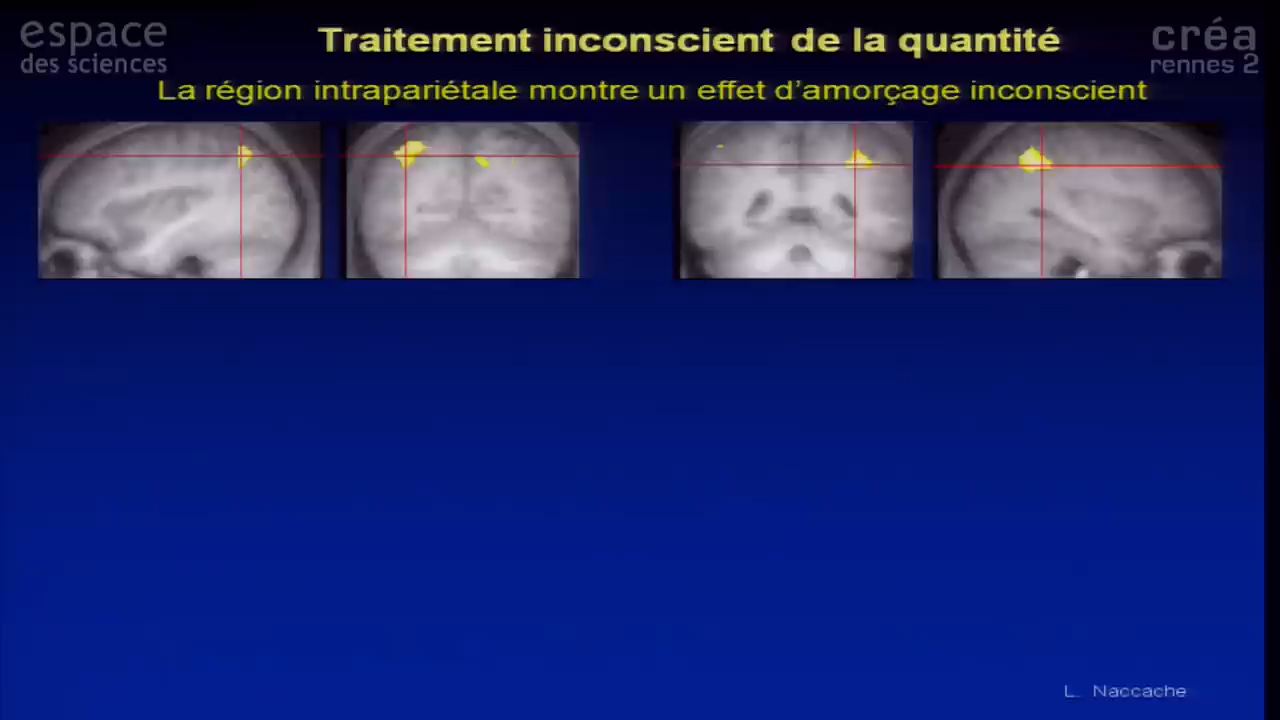 espace
des sciences
Traitement inconscient de la quantité
créa
rennes 2
La région intrapariétale montre un effet d'amorçage inconscient
L. Naccache